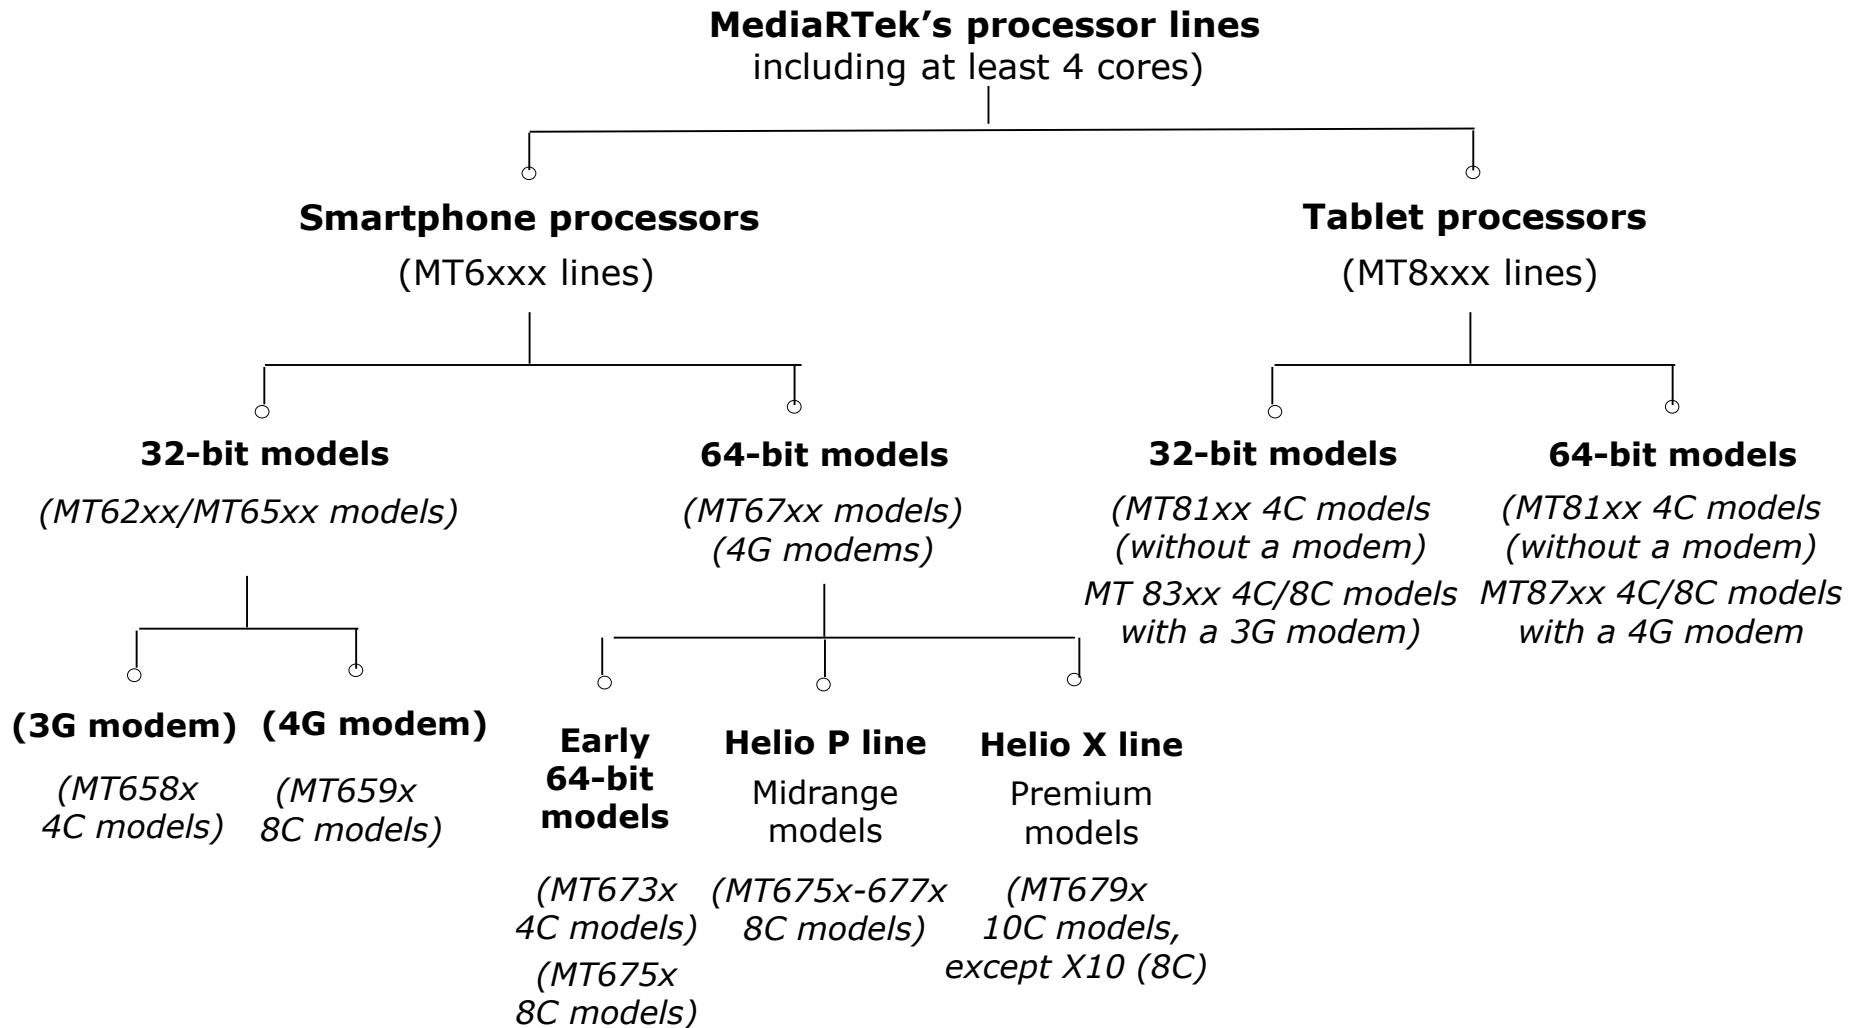 MediaRTek's processor lines
including at least 4 cores)
Smartphone processors
(MT6xxx lines)
Tablet processors
(MT8xxx lines)
32-bit models
(MT62xx/MT65xx models)
64-bit models
(MT67xx models)
(4G modems)
32-bit models
(MT81xx 4C models
(without a modem)
MT 83xx 4C/8C models
with a 3G modem)
64-bit models
(MT81xx 4C models
(without a modem)
MT87xx 4C/8C models
with a 4G modem
(3G modem)
(MT658x
4C models)
(4G modem)
(MT659x
8C models)
Early
64-bit
models
(MT673x
4C models)
(MT675x
8C models)
Helio P line
Midrange
models
(MT675x-677x
8C models)
Helio X line
Premium
models
(MT679x
10C models,
except X10 (8C)